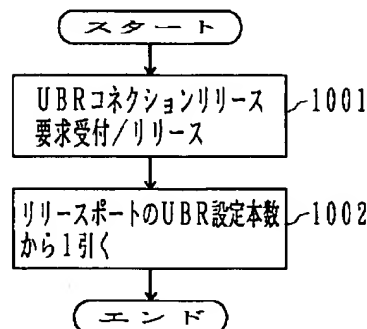 スタート
UBRコネクションリリース
要求受付/リリース
1001
リリースポートのUBR設定本数
から1引く
1002
エンド